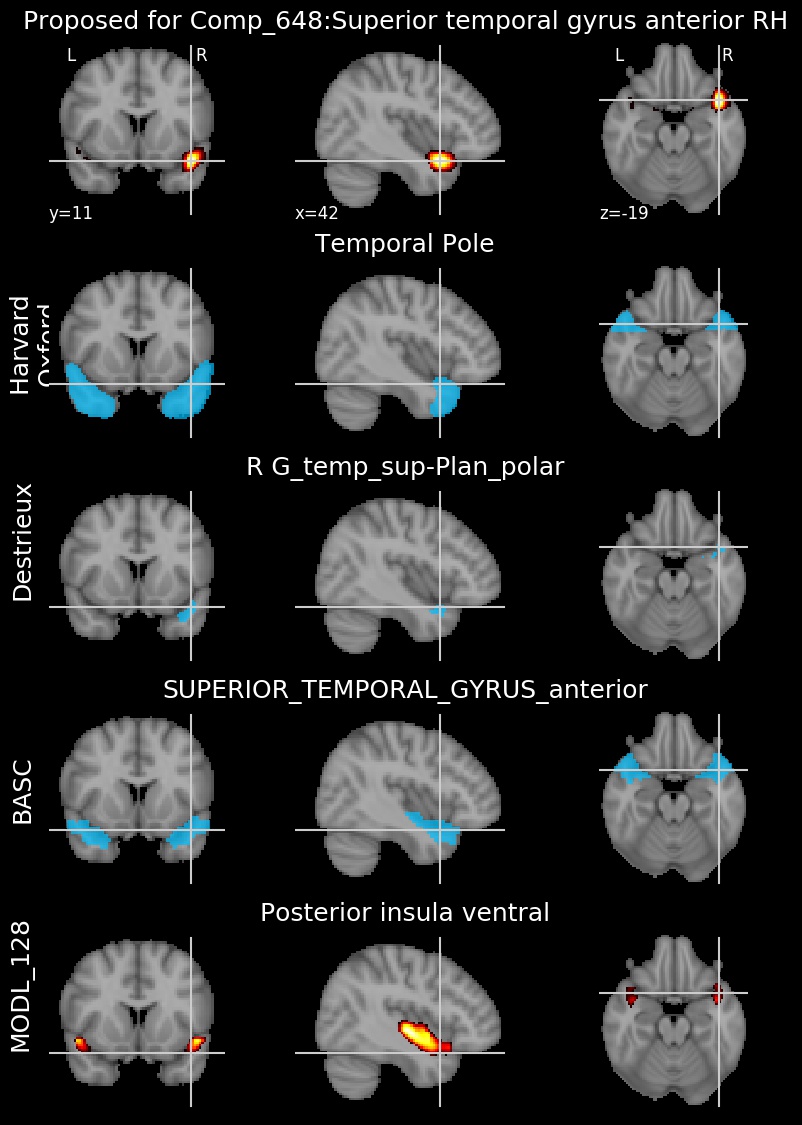 Proposed for Comp_648:Superior temporal gyrus anterior RH
L R L R
y=11 x=42 z=-19
Temporal Pole
Harvard
Oxford
R G_temp_sup-Plan_polar
Destrieux
SUPERIOR_TEMPORAL_GYRUS_anterior
BASC
Posterior insula ventral
MODL_128